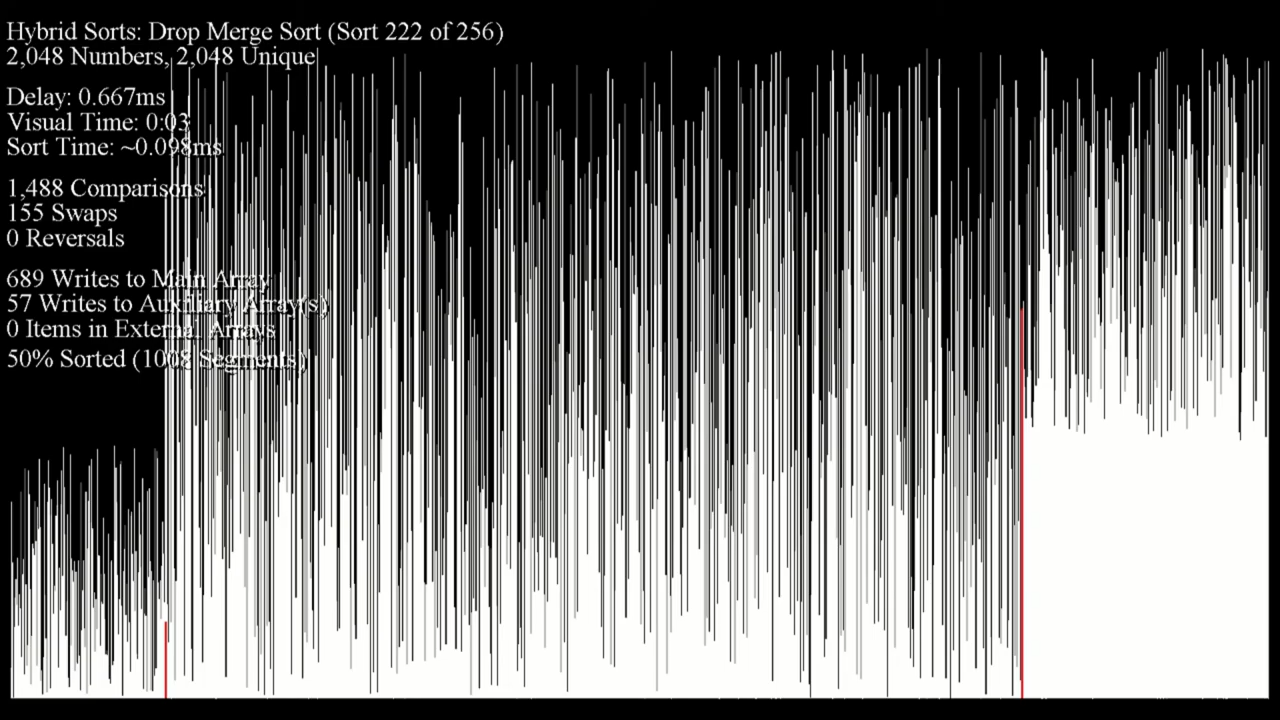 Hybrid Sorts: Drop Merge Sort (Sort 222 of 256)
2,048 Numbers, 2,048 Unique
Delay: 0.667ms
Visual Time: 0:03
Sort Time: ~0.098ms
1,488 Comparisons
155 Swaps
0 Reversals
689 Writes to Main Array
57 Writes to Auxiliary Array(s)
0 Items in External Arrays
50% Sorted (1008 Segments)